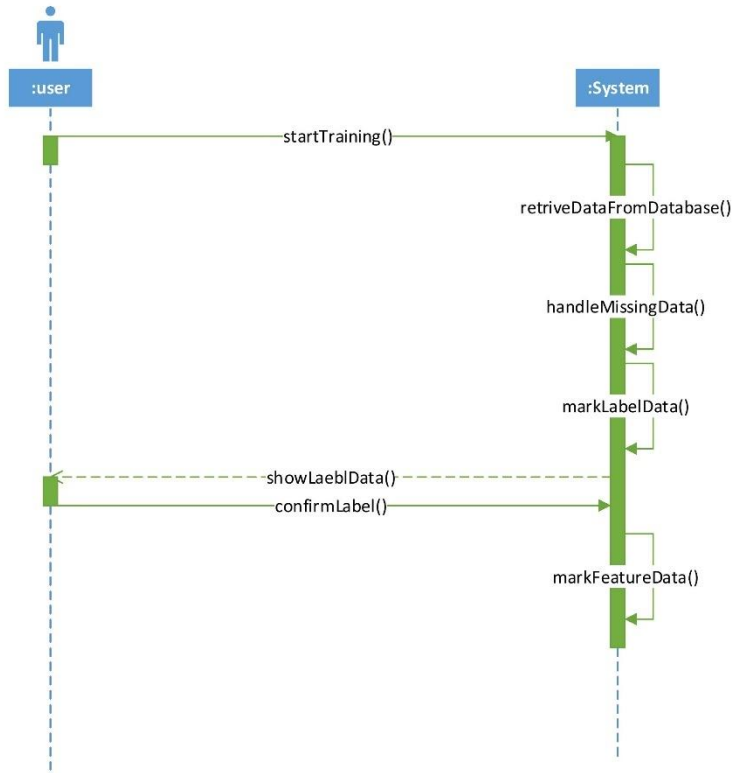 :user
:System
startTraining()
retriveDataFromDatabase()
handleMissingData()
markLabelData()
showLaeblData()
confirmLabel()
markFeatureData()